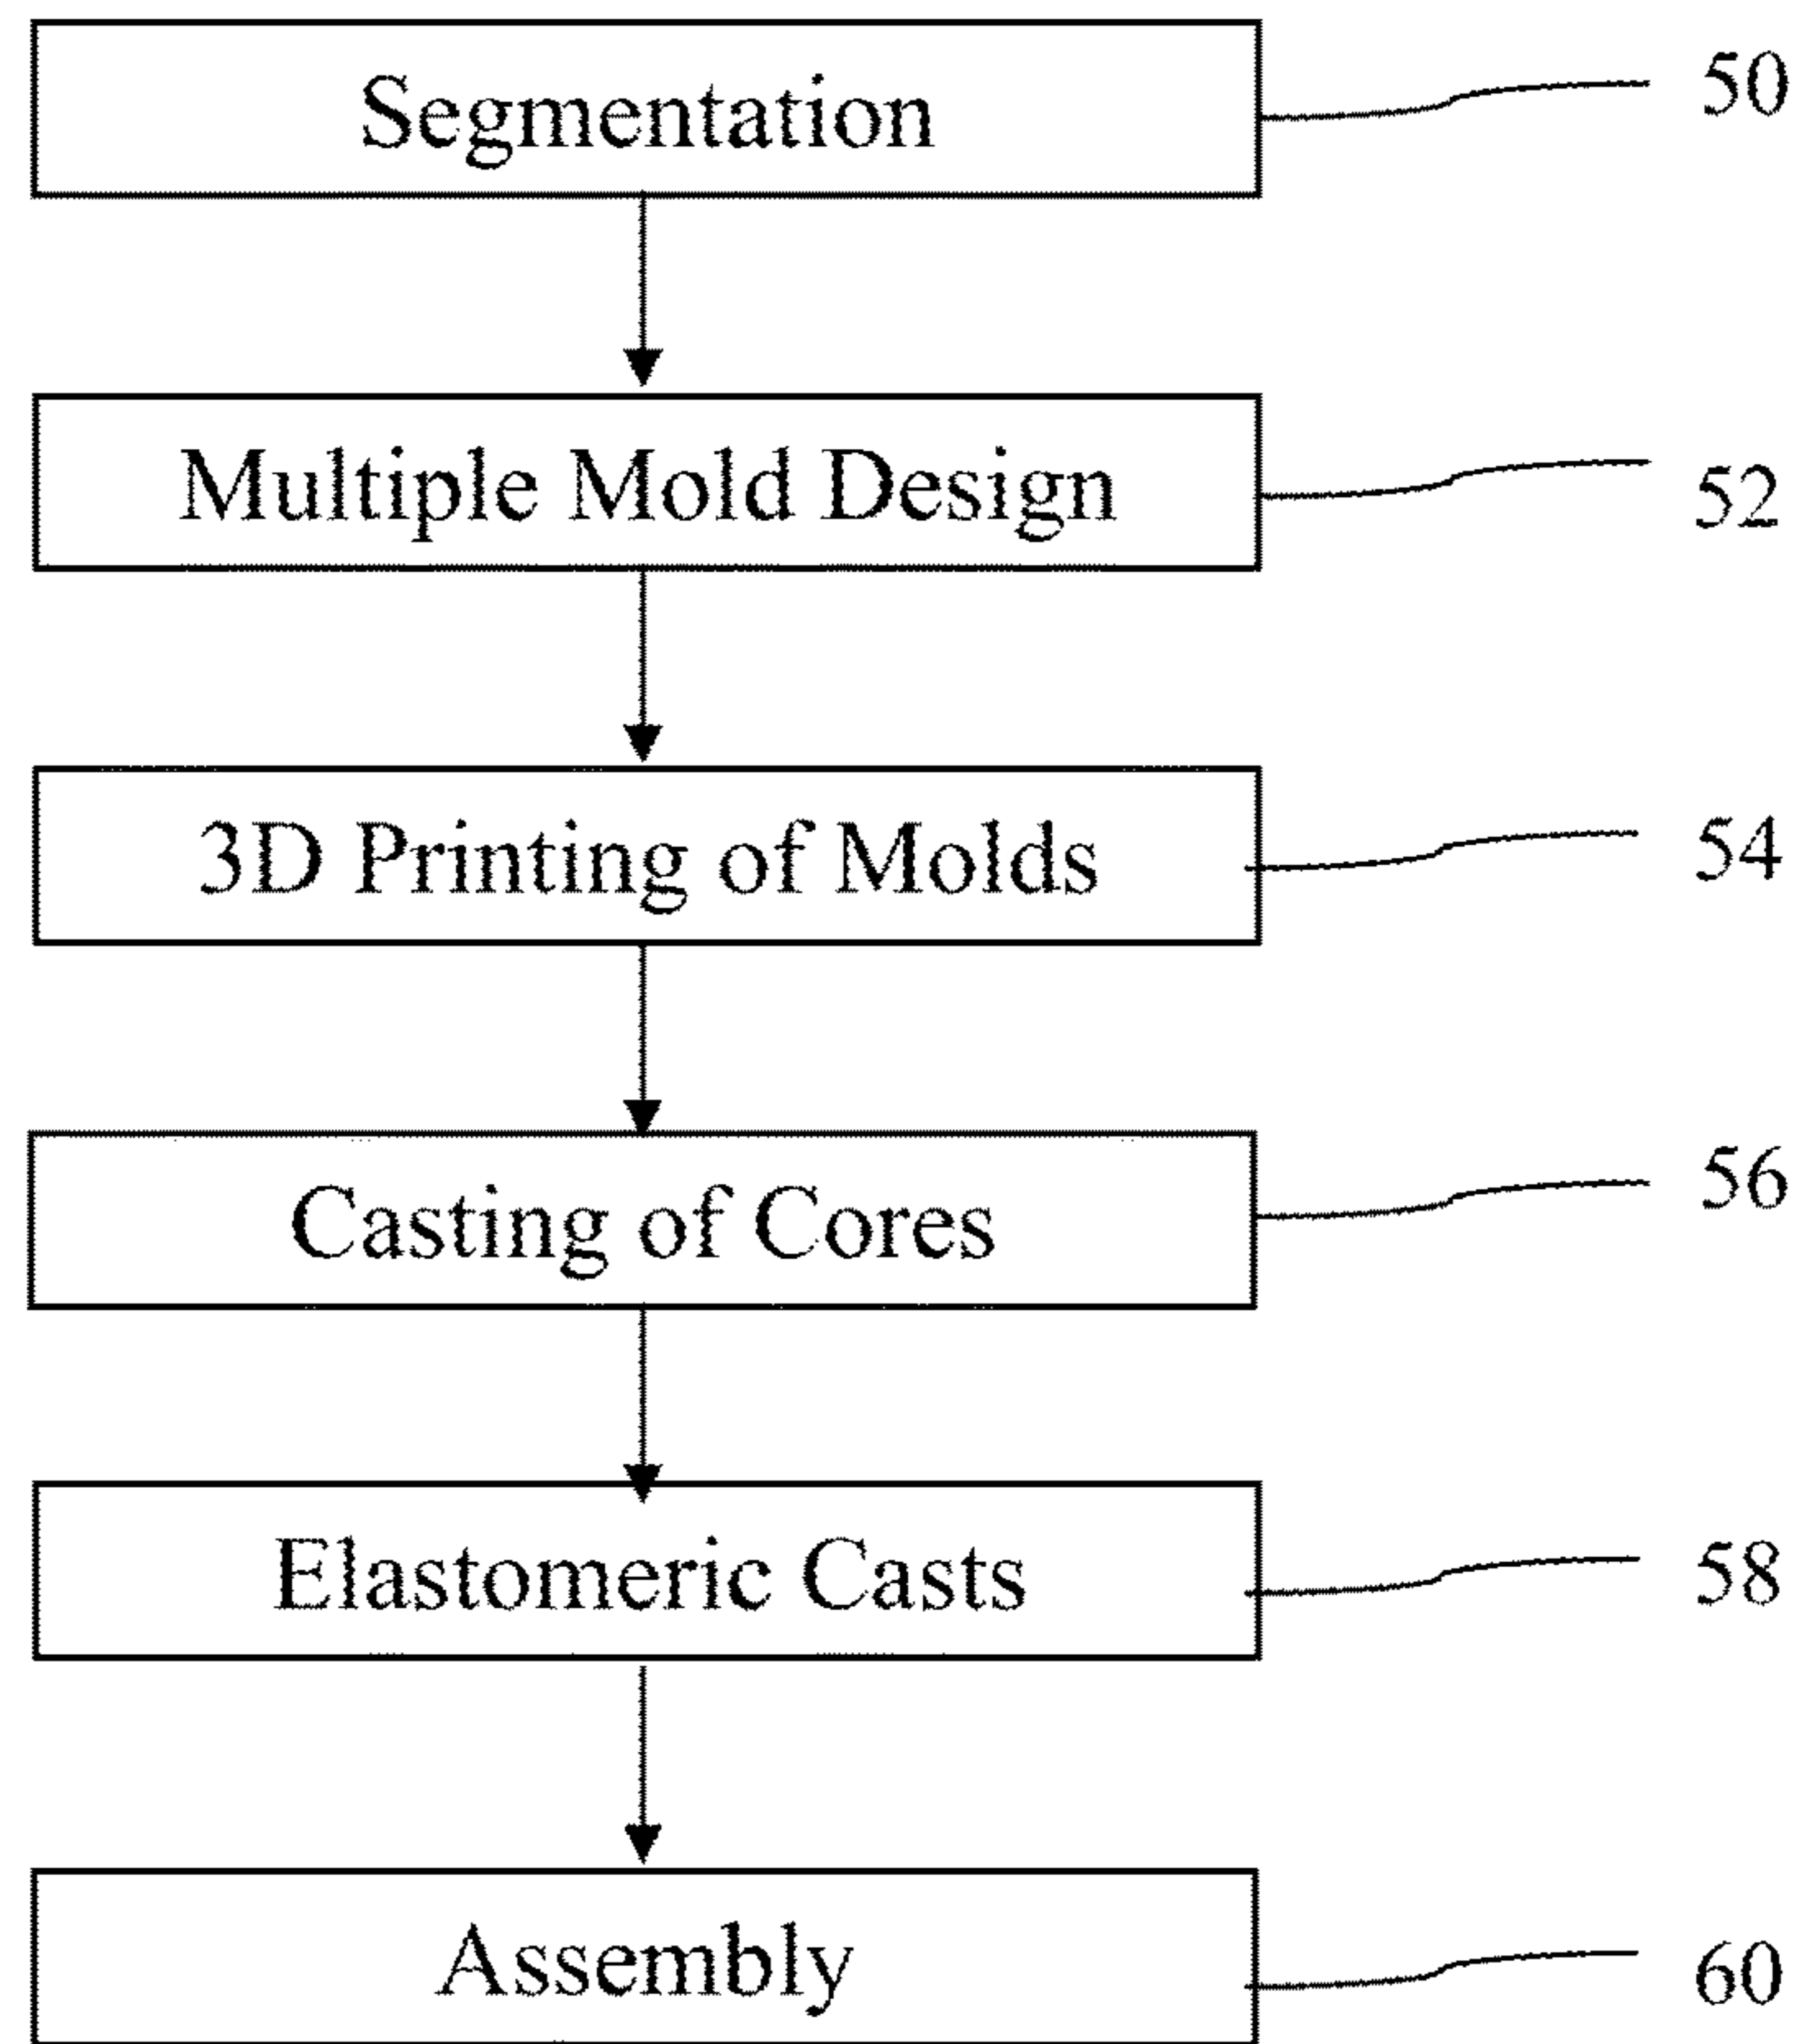 Segmentation
50
Multiple Mold Design
52
3D Printing of Molds
54
Casting of Cores
56
Elastomeric Casts
58
Assembly
60